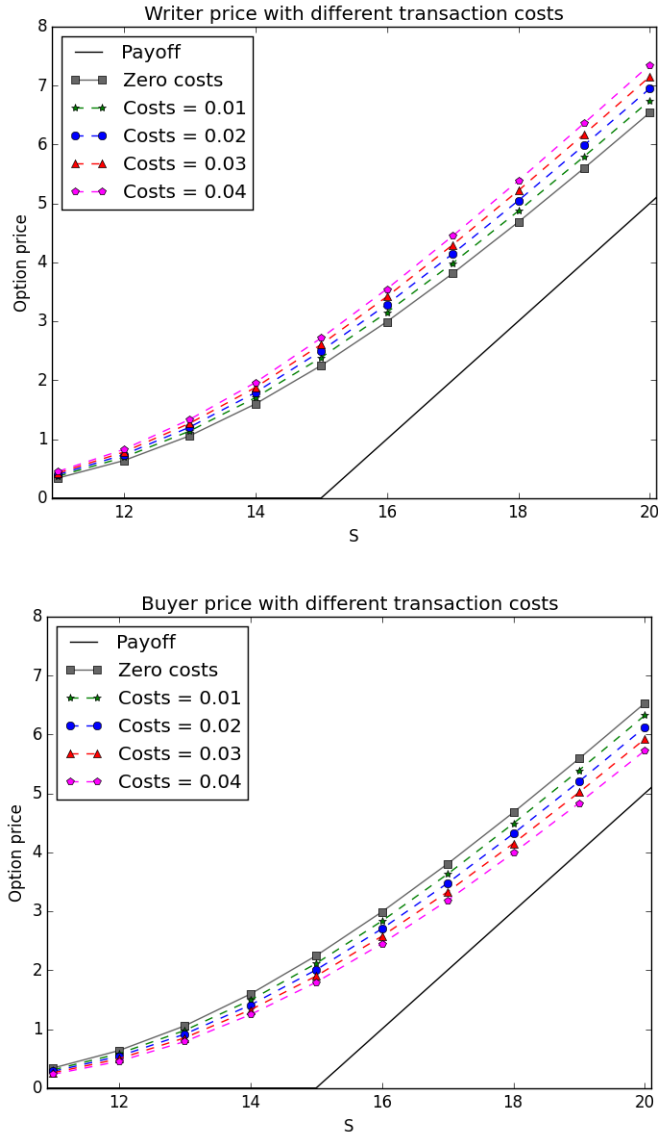 Writer price with different transaction costs
8
7
6
5
4
3
2
1
0
Option price
Payoff
Zero costs
Costs = 0.01
Costs = 0.02
Costs = 0.03
Costs = 0.04
12 14 16 18 20
S
Buyer price with different transaction costs
8
7
6
5
4
3
2
1
0
Option price
Payoff
Zero costs
Costs = 0.01
Costs = 0.02
Costs = 0.03
Costs = 0.04
12 14 16 18 20
S